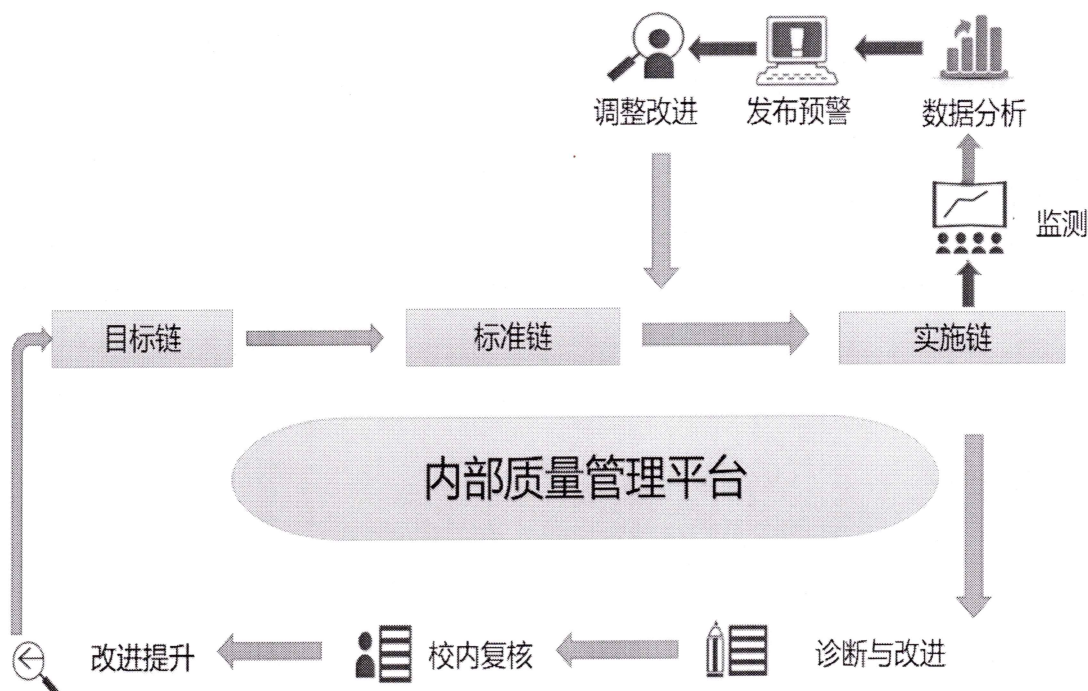 调整改进
发布预警
数据分析
监测
目标链
标准链
实施链
内部质量管理平台
改进提升
校内复核
诊断与改进